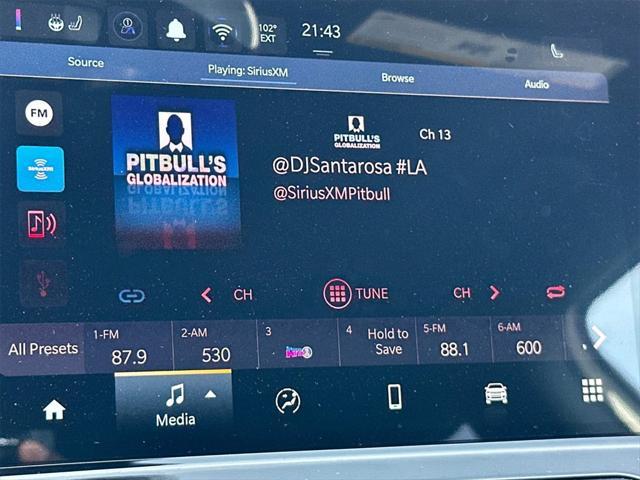 102°
EXT
21:43
Source
Playing: SiriusXM
Browse
Audio
FM
SiriusXM
PITBULL'S
GLOBALIZATION
PITBULL'S
GLOBALIZATION
Ch 13
@DJSantarosa #LA
@SiriusXMPitbull
CH
TUNE
CH
All Presets
1-FM
87.9
2-AM
530
3
4
Hold to
Save
5-FM
88.1
6-AM
600
Media